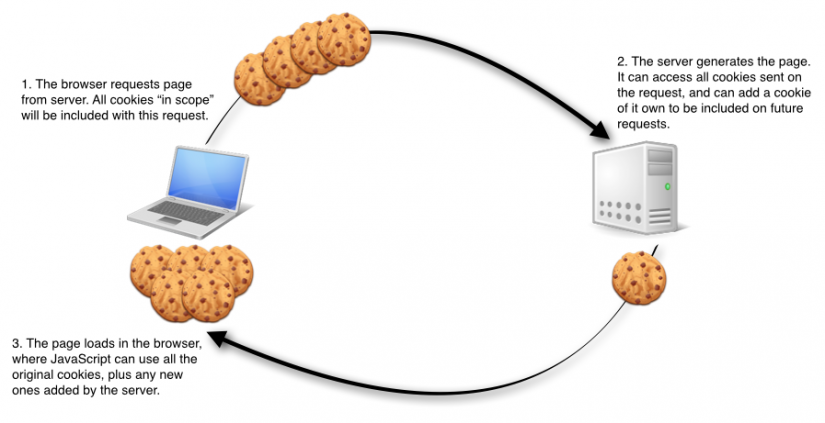 1. The browser requests page
from server. All cookies “in scope”
will be included with this request.
2. The server generates the page.
It can access all cookies sent on
the request, and can add a cookie
of it own to be included on future
requests.
3. The page loads in the browser,
where JavaScript can use all the
original cookies, plus any new
ones added by the server.